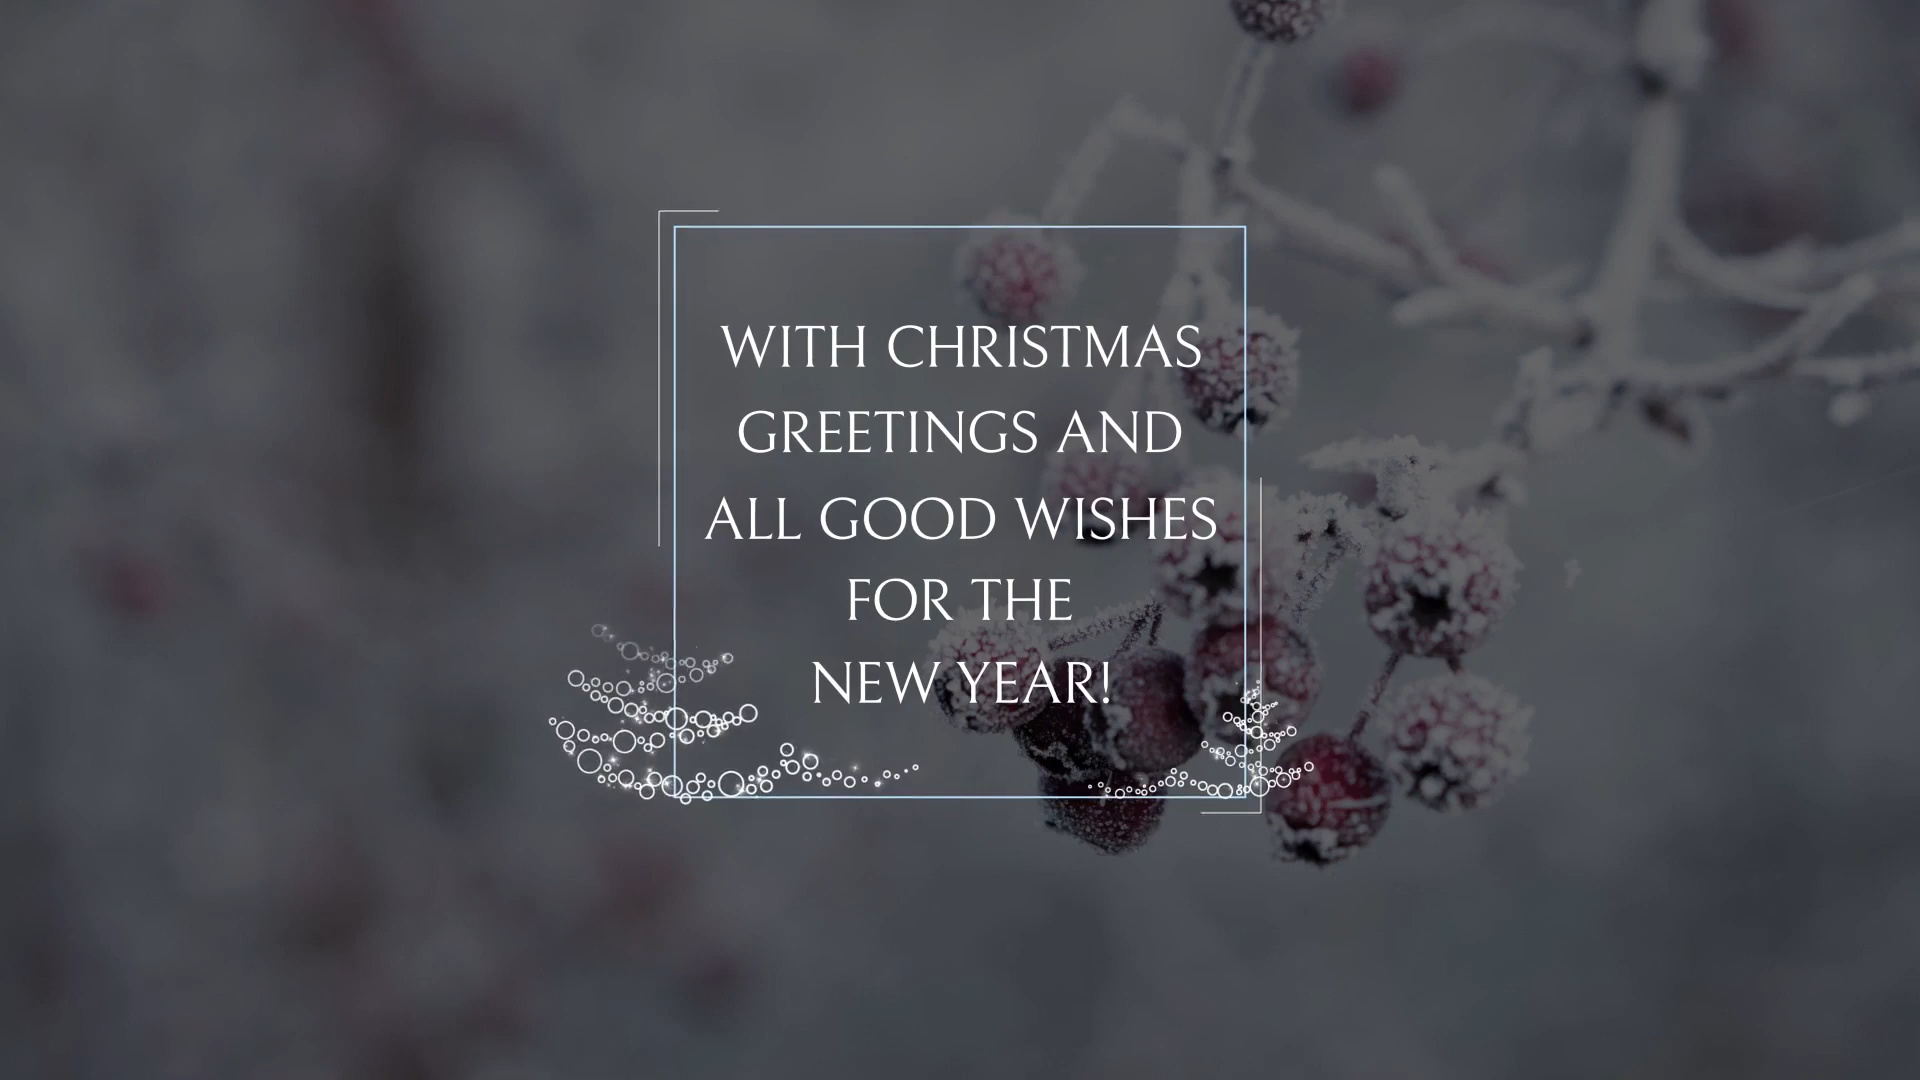 WITH CHRISTMAS
GREETINGS AND
ALL GOOD WISHES
FOR THE
NEW YEAR!